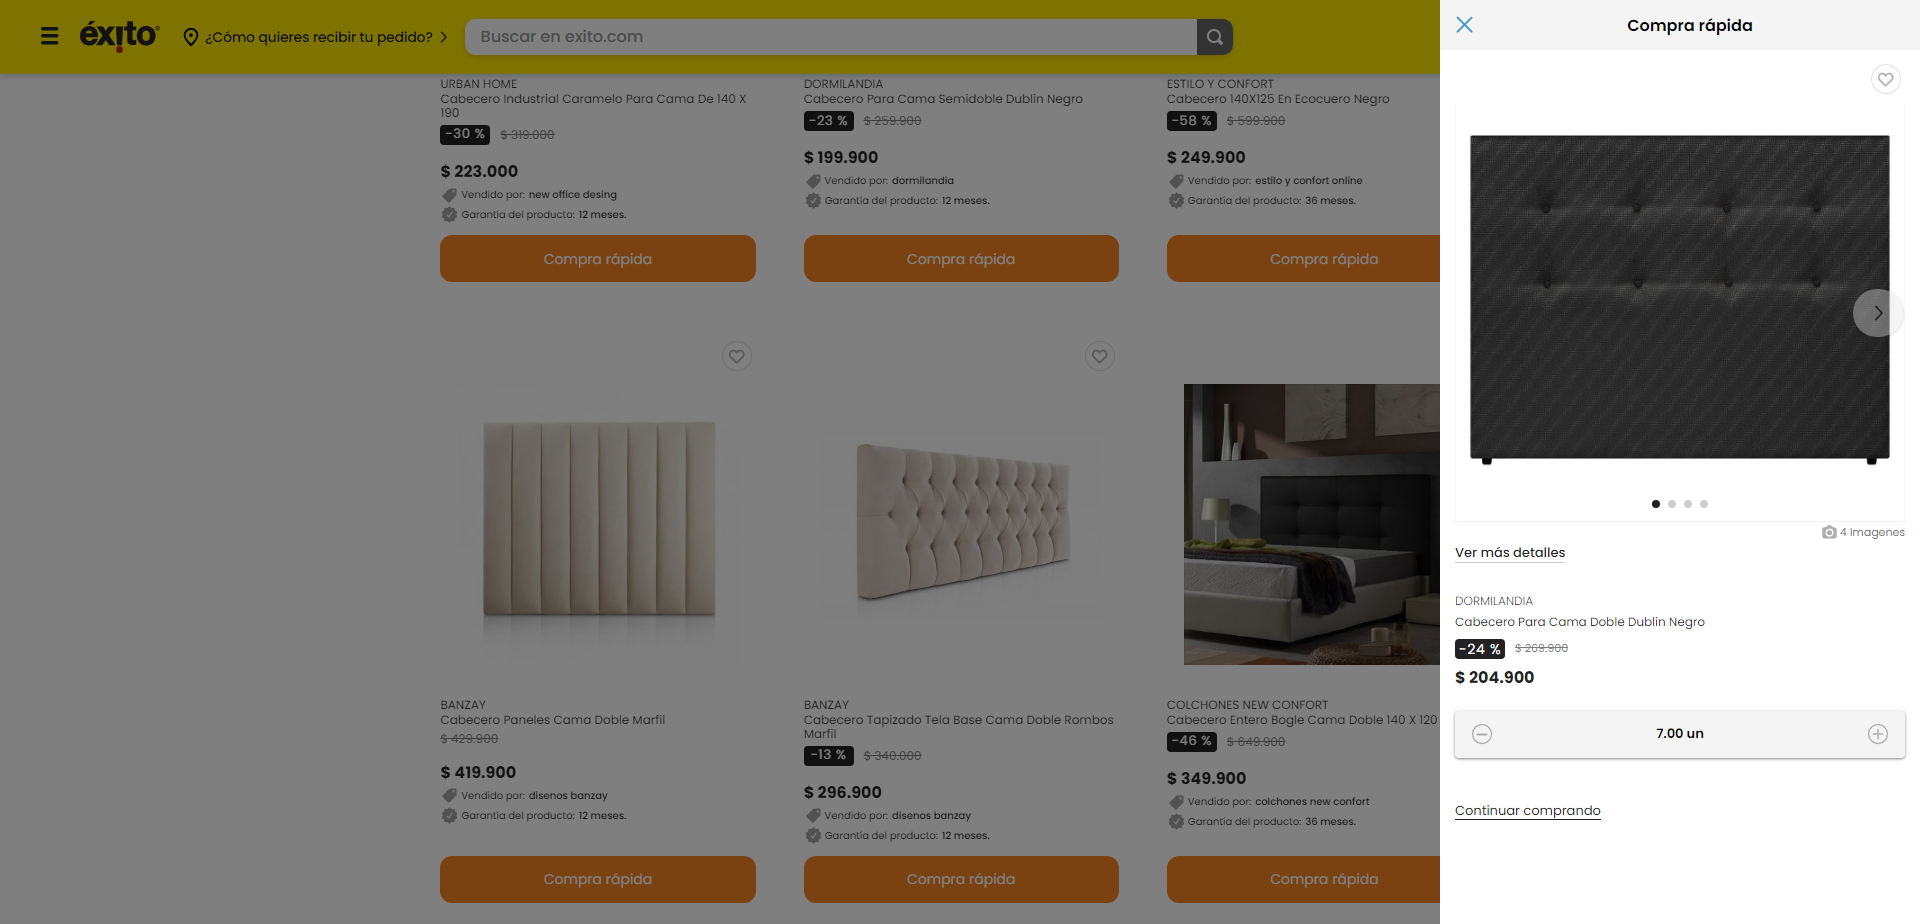 éxito
¿Cómo quieres recibir tu pedido?
Buscar en exito.com
URBAN HOME
Cabecero Industrial Caramelo Para Cama De 140 X
190
-30 %
$ 319.000
$ 223.000
Vendido por: new office desing
Garantía del producto: 12 meses.
Compra rápida
DORMILANDIA
Cabecero Para Cama Semidoble Dublin Negro
-23 %
$ 259.900
$ 199.900
Vendido por: dormilandia
Garantía del producto: 12 meses.
Compra rápida
ESTILO Y CONFORT
Cabecero 140X125 En Ecocuero Negro
-58 %
$ 599.900
$ 249.900
Vendido por: estilo y confort online
Garantía del producto: 36 meses.
Compra rápida
BANZAY
Cabecero Paneles Cama Doble Marfil
$ 429.900
$ 419.900
Vendido por: disenos banzay
Garantía del producto: 12 meses.
Compra rápida
BANZAY
Cabecero Tapizado Tela Base Cama Doble Rombos
Marfil
-13 %
$ 340.000
$ 296.900
Vendido por: disenos banzay
Garantía del producto: 12 meses.
Compra rápida
COLCHONES NEW CONFORT
Cabecero Entero Bogle Cama Doble 140 X 120
-46 %
$ 649.900
$ 349.900
Vendido por: colchones new confort
Garantía del producto: 36 meses.
Compra rápida
Compra rápida
4 Imagenes
Ver más detalles
DORMILANDIA
Cabecero Para Cama Doble Dublin Negro
-24 %
$ 269.900
$ 204.900
7.00 un
Continuar comprando